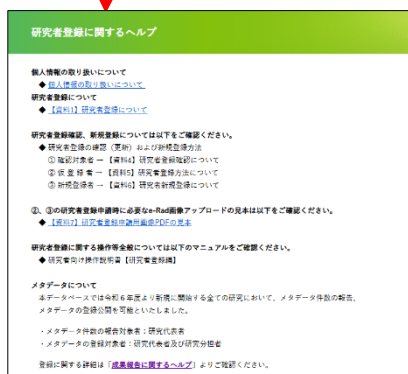 研究者登録に関するヘルプ
個人情報の取り扱いについて
◆ 個人情報の取り扱いについて
研究者登録について
◆ 【資料1】研究者登録について
研究者登録確認、新規登録については以下をご確認ください。
◆ 研究者登録の確認（更新）および新規登録方法
① 確認対象者 → 【資料4】研究者登録確認について
② 仮 登 録 者 → 【資料5】研究者登録方法について
③ 新規登録者 → 【資料6】研究者新規登録について
②、③の研究者登録申請時に必要なe-Rad画像アップロードの見本は以下をご確認ください。
◆ 【資料7】研究者登録申請用画像PDFの見本
研究者登録に関する操作等全般については以下のマニュアルをご確認ください。
◆ 研究者向け操作説明書【研究者登録編】
メタデータについて
本データベースでは令和６年度より新規に開始する全ての研究において、メタデータ件数の報告、
メタデータの登録公開を可能といたしました。
・メタデータ件数の報告対象者：研究代表者
・メタデータの登録対象者：研究代表者及び研究分担者
登録に関する詳細は「成果報告に関するヘルプ」よりご確認ください。